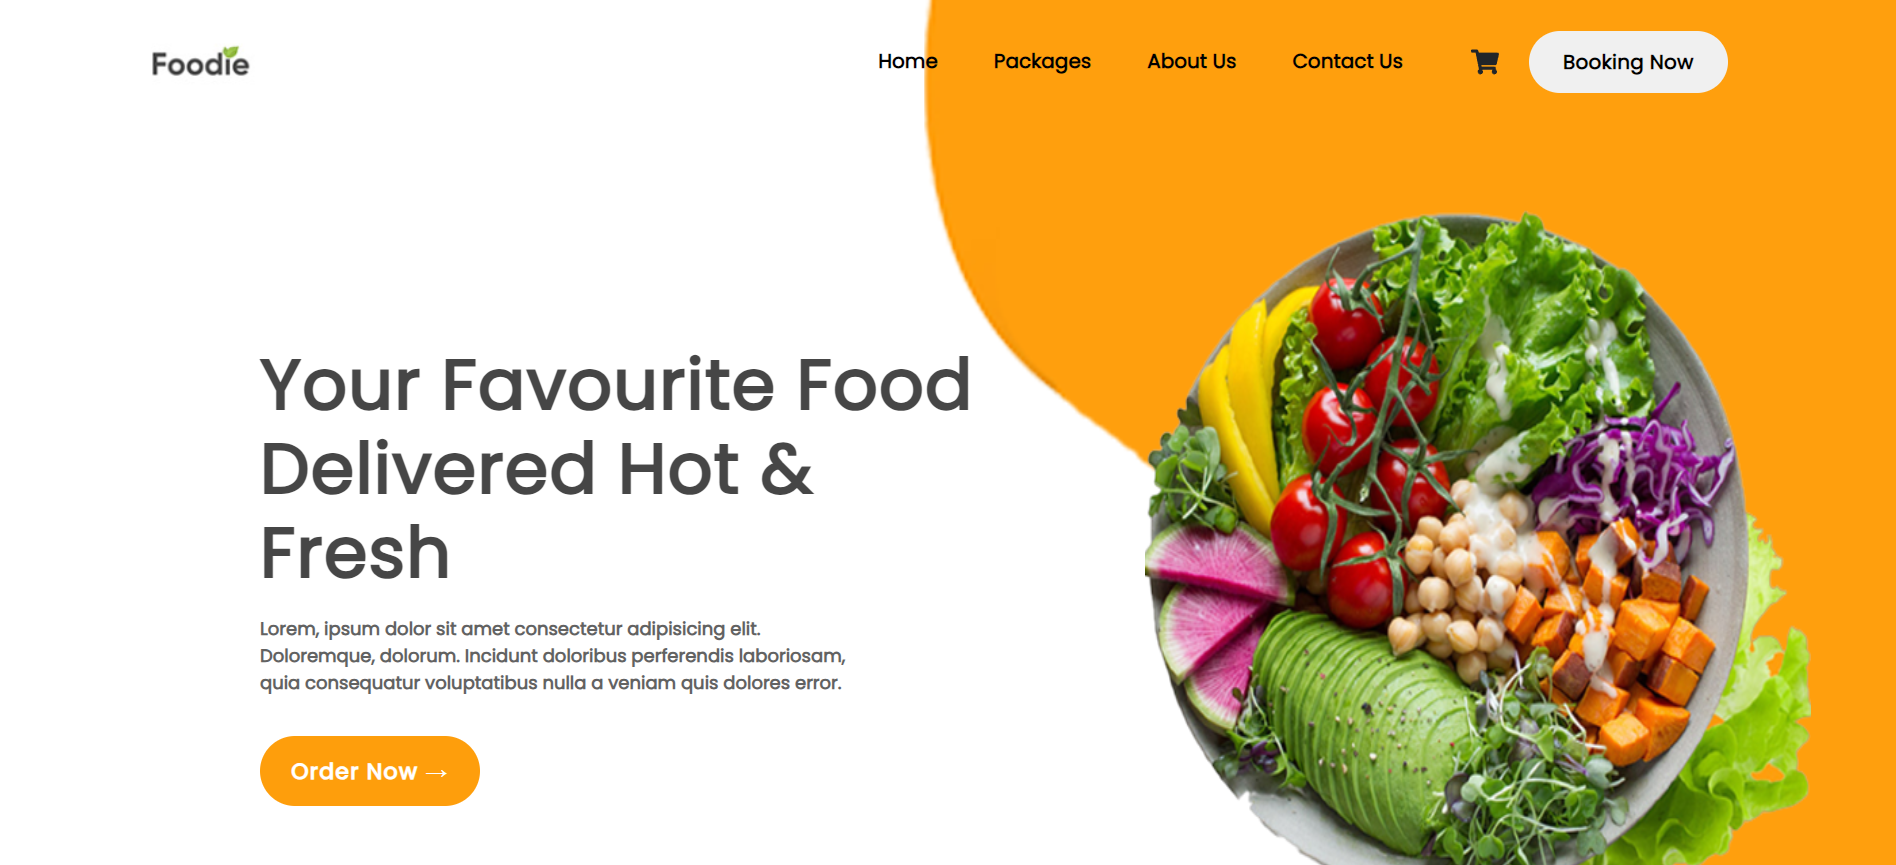 Foodie
Home Packages About Us Contact Us Booking Now
Your Favourite Food
Delivered Hot &
Fresh
Lorem, ipsum dolor sit amet consectetur adipisicing elit.
Doloremque, dolorum. Incidunt doloribus perferendis laboriosam,
quia consequatur voluptatibus nulla a veniam quis dolores error.
Order Now →